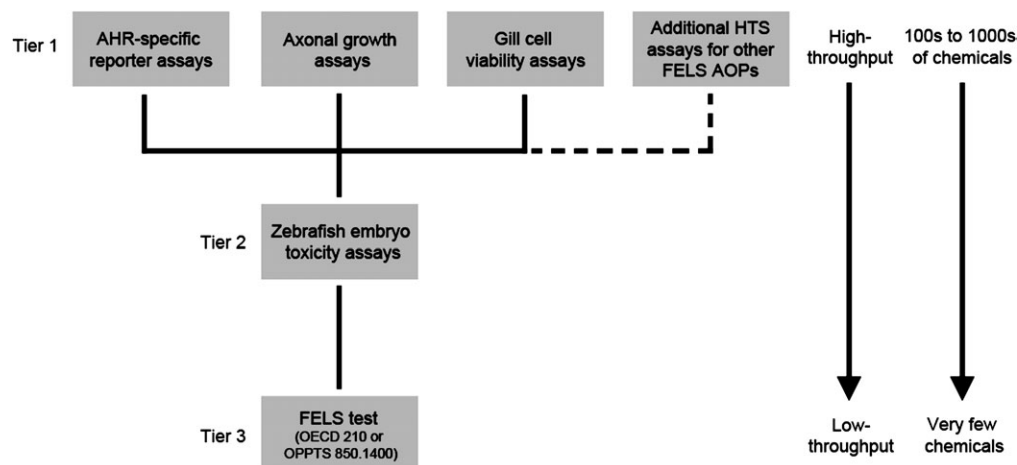 Tier 1
AHR-specific
reporter assays
Axonal growth
assays
Gill cell
viability assays
Additional HTS
assays for other
FELS AOPs
High-
throughput
100s to 1000s
of chemicals
Tier 2
Zebrafish embryo
toxicity assays
Tier 3
FELS test
(OECD 210 or
OPPTS 850.1400)
Low-
throughput
Very few
chemicals